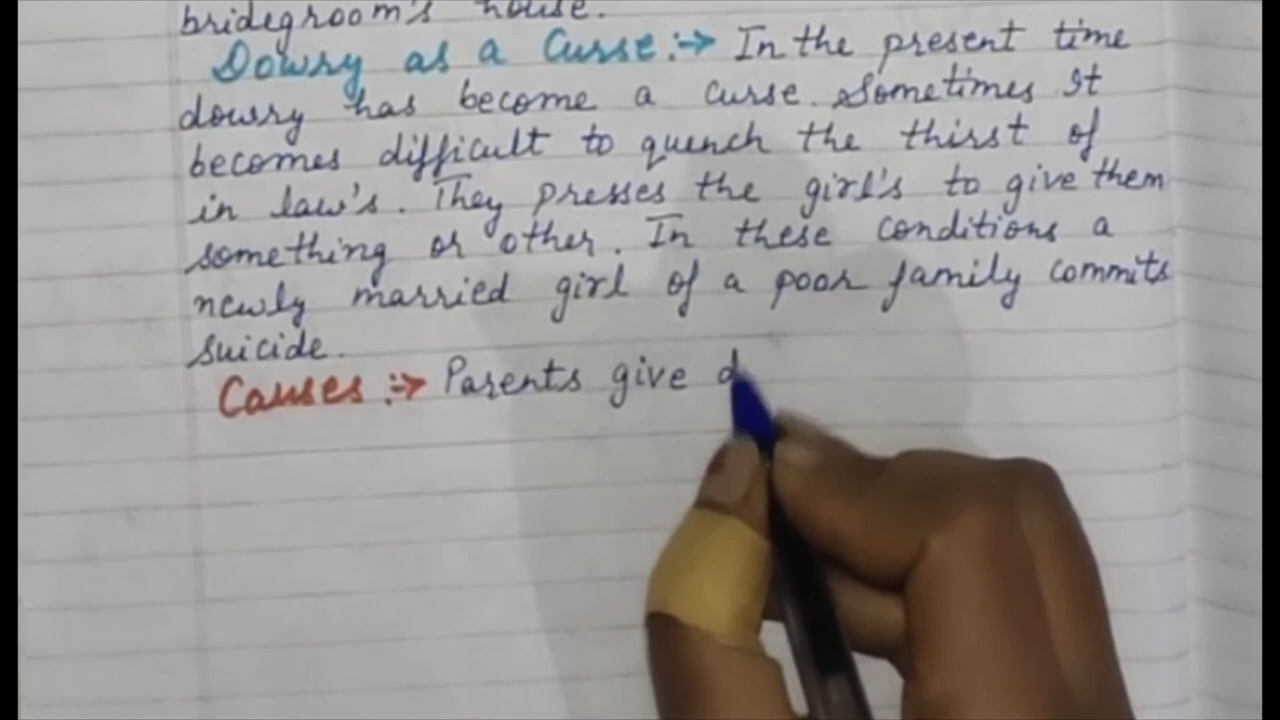 bridegroom's house.
Dowry as a Curse :-> In the present time
dowry has become a curse. Sometimes It
becomes difficult to quench the thirst of
in law's. They presses the girl's to give them
something or other. In these conditions a
newly married girl of a poor family commits
suicide.
Causes :-> Parents give d